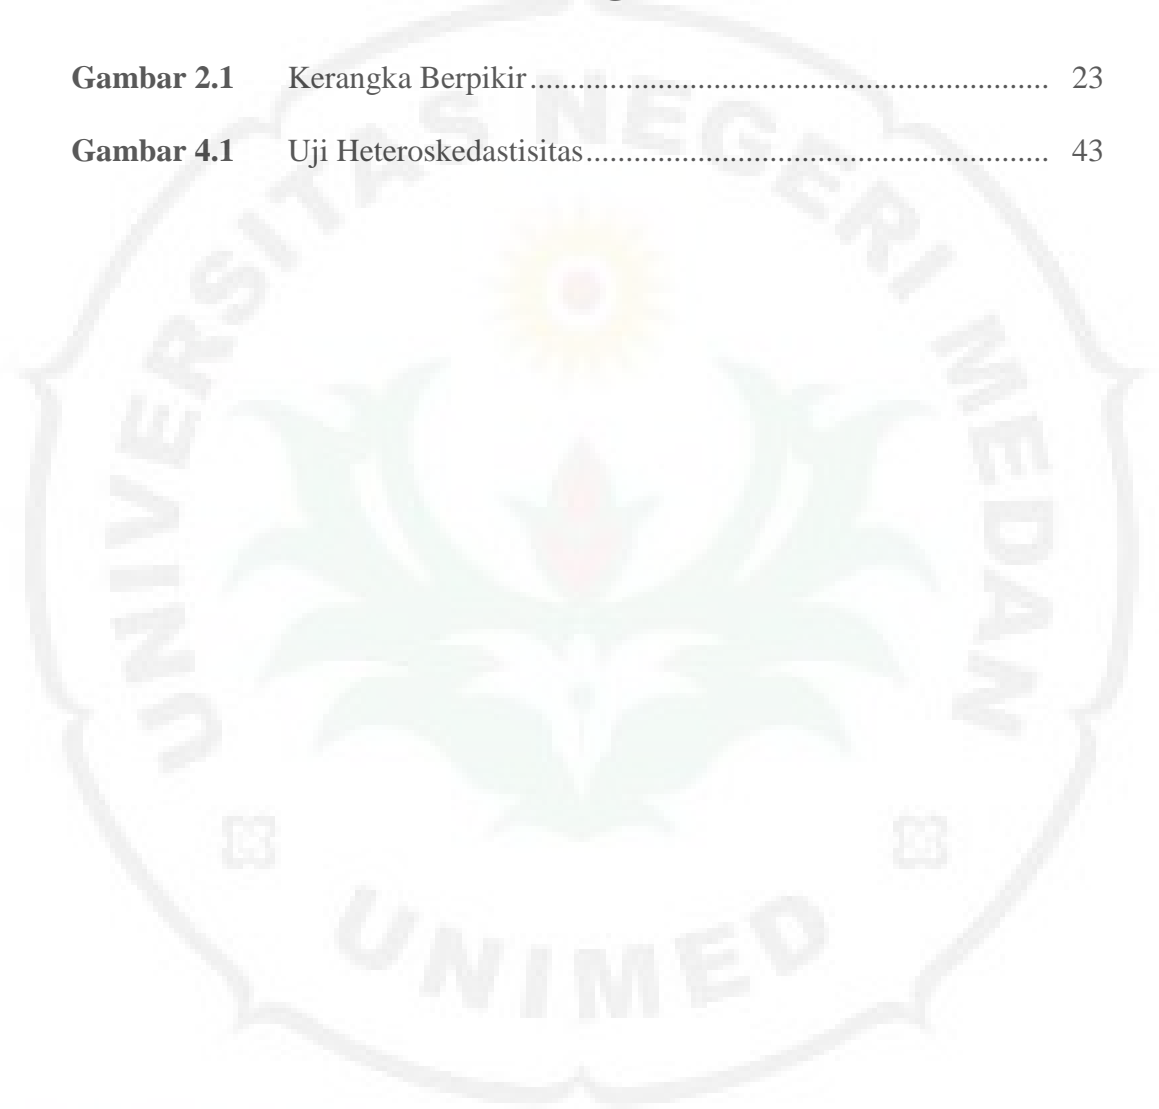 Gambar 2.1 Kerangka Berpikir................................................................ 23
Gambar 4.1 Uji Heteroskedastisitas......................................................... 43
UNIVERSITAS NEGERI MEDAN
UNIMED